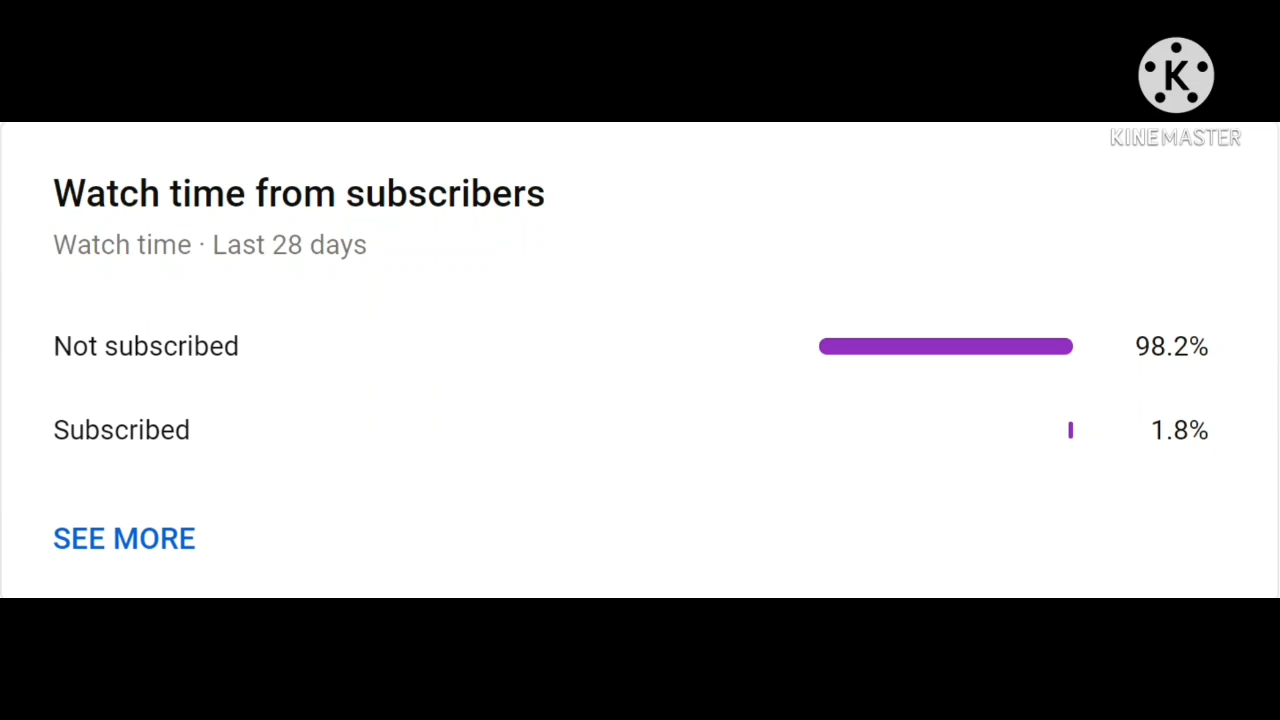 K
KINEMASTER
Watch time from subscribers
Watch time · Last 28 days
Not subscribed 98.2%
Subscribed 1.8%
SEE MORE